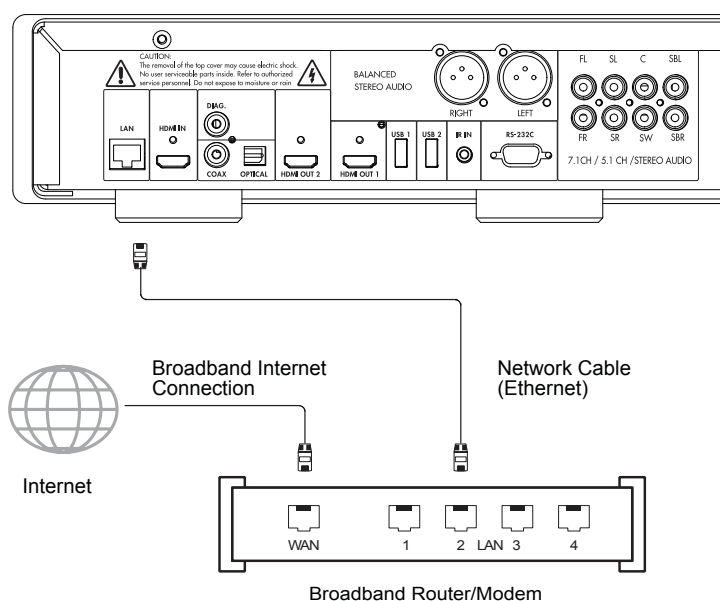 CAUTION:
The removal of the top cover may cause electric shock.
No user serviceable parts inside. Refer to authorized
service personnel. Do not expose to moisture or rain
BALANCED
STEREO AUDIO
RIGHT
LEFT
FL SL C SBL
FR SR SW SBR
7.1CH / 5.1 CH /STEREO AUDIO
LAN
HDMI IN
DIAG.
COAX
OPTICAL
HDMI OUT 2
HDMI OUT 1
USB 1
USB 2
IR IN
RS-232C
Broadband Internet
Connection
Network Cable
(Ethernet)
Internet
WAN 1 2 LAN 3 4
Broadband Router/Modem